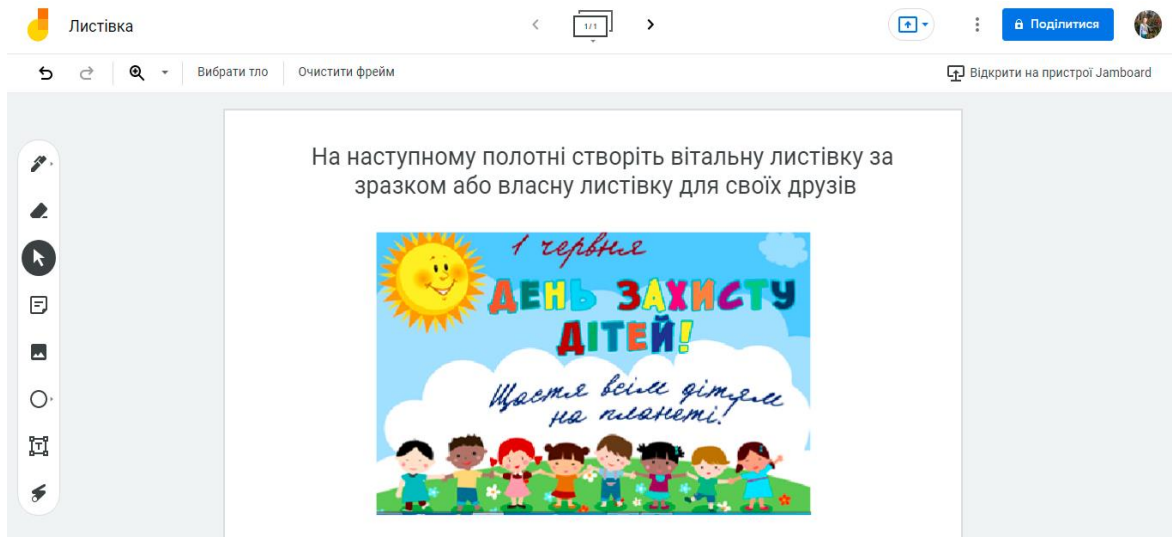 Листівка
1/1
Поділитися
Вибрати тло
Очистити фрейм
Відкрити на пристрої Jamboard
На наступному полотні створіть вітальну листівку за
зразком або власну листівку для своїх друзів
1 червня
ДЕНЬ ЗАХИСТУ
ДІТЕЙ!
Щастя всім дітям
на планеті!